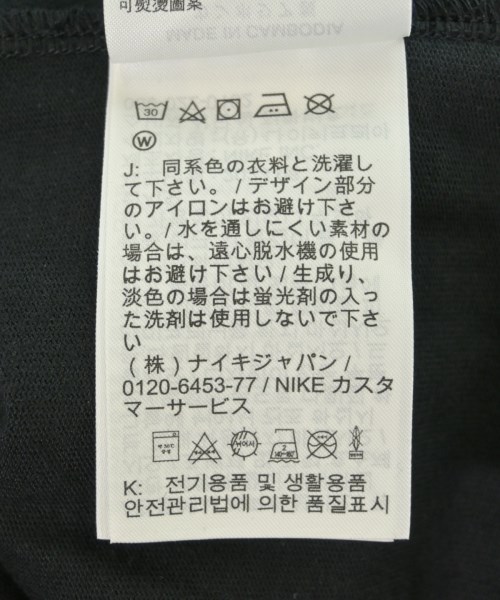 可熨燙圖案
MADE IN CAMBODIA
30
W
J: 同系色の衣料と洗濯し
て下さい。/ デザイン部分
のアイロンはお避け下さ
い。/ 水を通しにくい素材の
場合は、遠心脱水機の使用
はお避け下さい / 生成り、
淡色の場合は蛍光剤の入っ
た洗剤は使用しないで下さ
い
(株) ナイキジャパン /
0120-6453-77 / NIKE カスタ
マーサービス
K: 전기용품 및 생활용품
안전관리법에 의한 품질표시